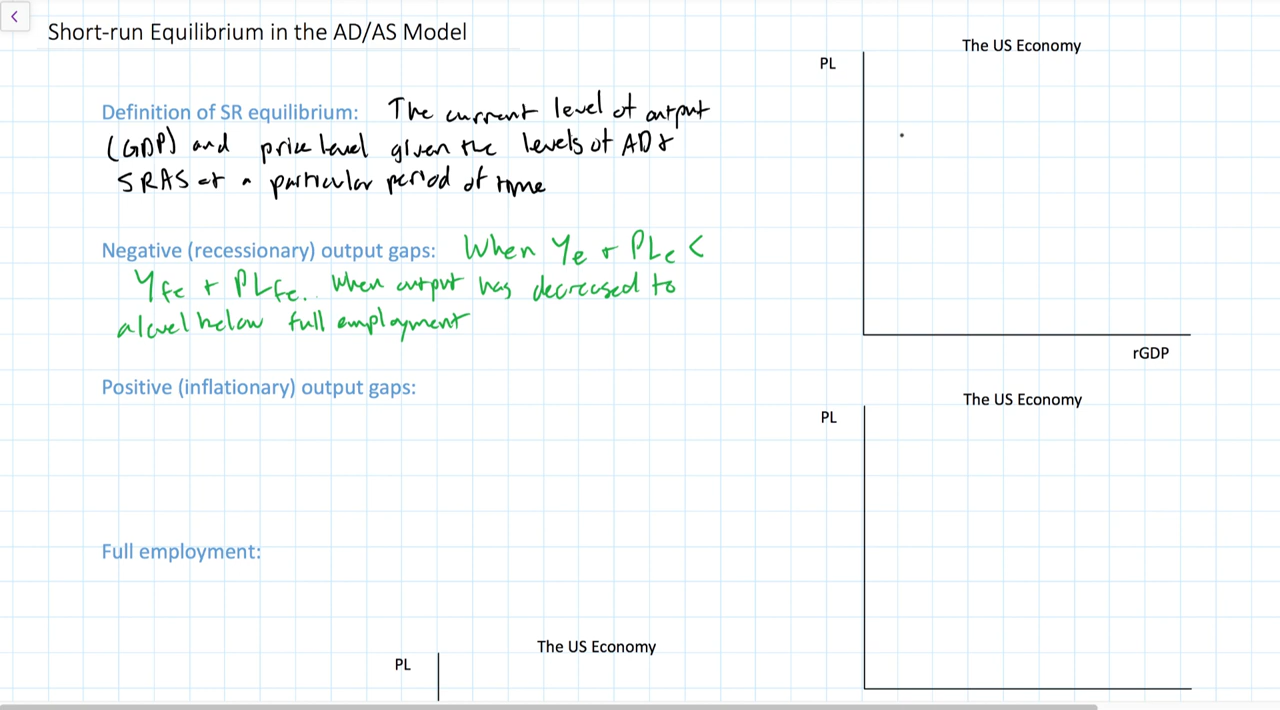 Short-run Equilibrium in the AD/AS Model
The US Economy
PL
Definition of SR equilibrium: The current level of output
(GDP) and price level given the levels of AD &
SRAS at a particular period of time
Negative (recessionary) output gaps: When Ye + PLe <
Yfe + PLfe. When output has decreased to
a level below full employment
rGDP
Positive (inflationary) output gaps:
The US Economy
PL
Full employment:
The US Economy
PL